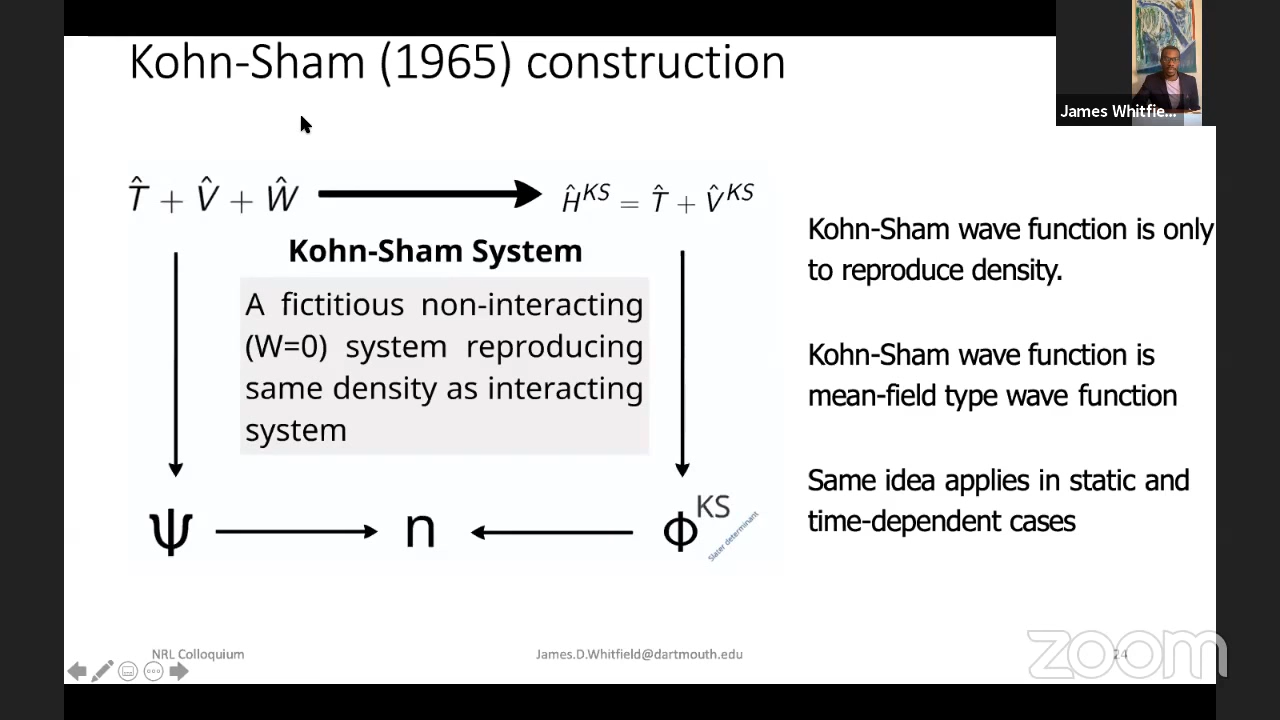 Kohn-Sham (1965) construction
James Whitfie...
T̂ + V̂ + Ŵ
Ĥ^KS = T̂ + V̂^KS
Kohn-Sham System
A fictitious non-interacting
(W=0) system reproducing
same density as interacting
system
ψ
n
Φ^KS
Slater determinant
Kohn-Sham wave function is only
to reproduce density.
Kohn-Sham wave function is
mean-field type wave function
Same idea applies in static and
time-dependent cases
NRL Colloquium
James.D.Whitfield@dartmouth.edu
24
zoom